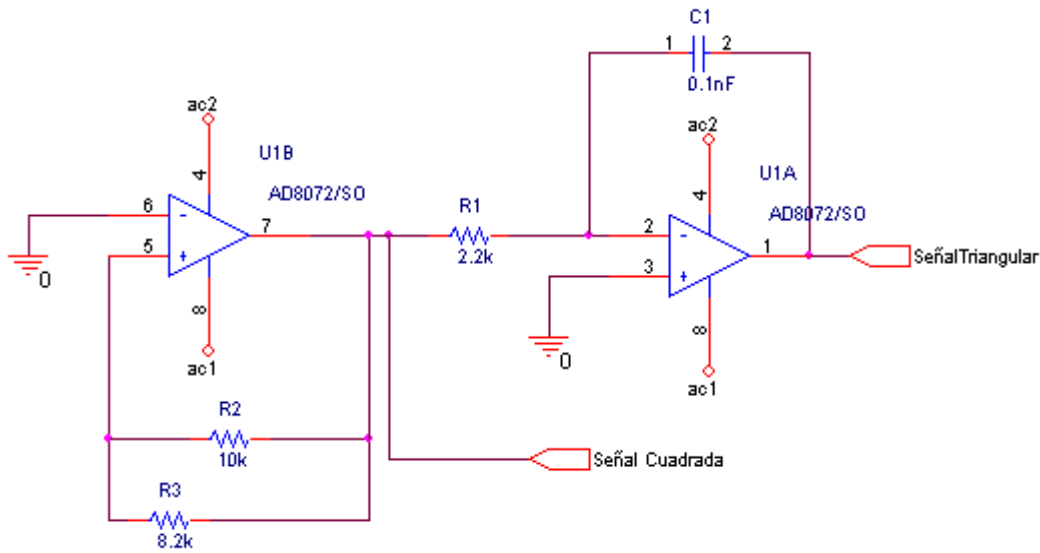 C1
1 2
0.1nF
ac2
4
U1B
AD8072/SO
6
-
7
5
+
0
8
ac1
R1
2.2k
ac2
4
U1A
AD8072/SO
2
-
1
3
+
0
8
ac1
SeñalTriangular
R2
10k
Señal Cuadrada
R3
8.2k